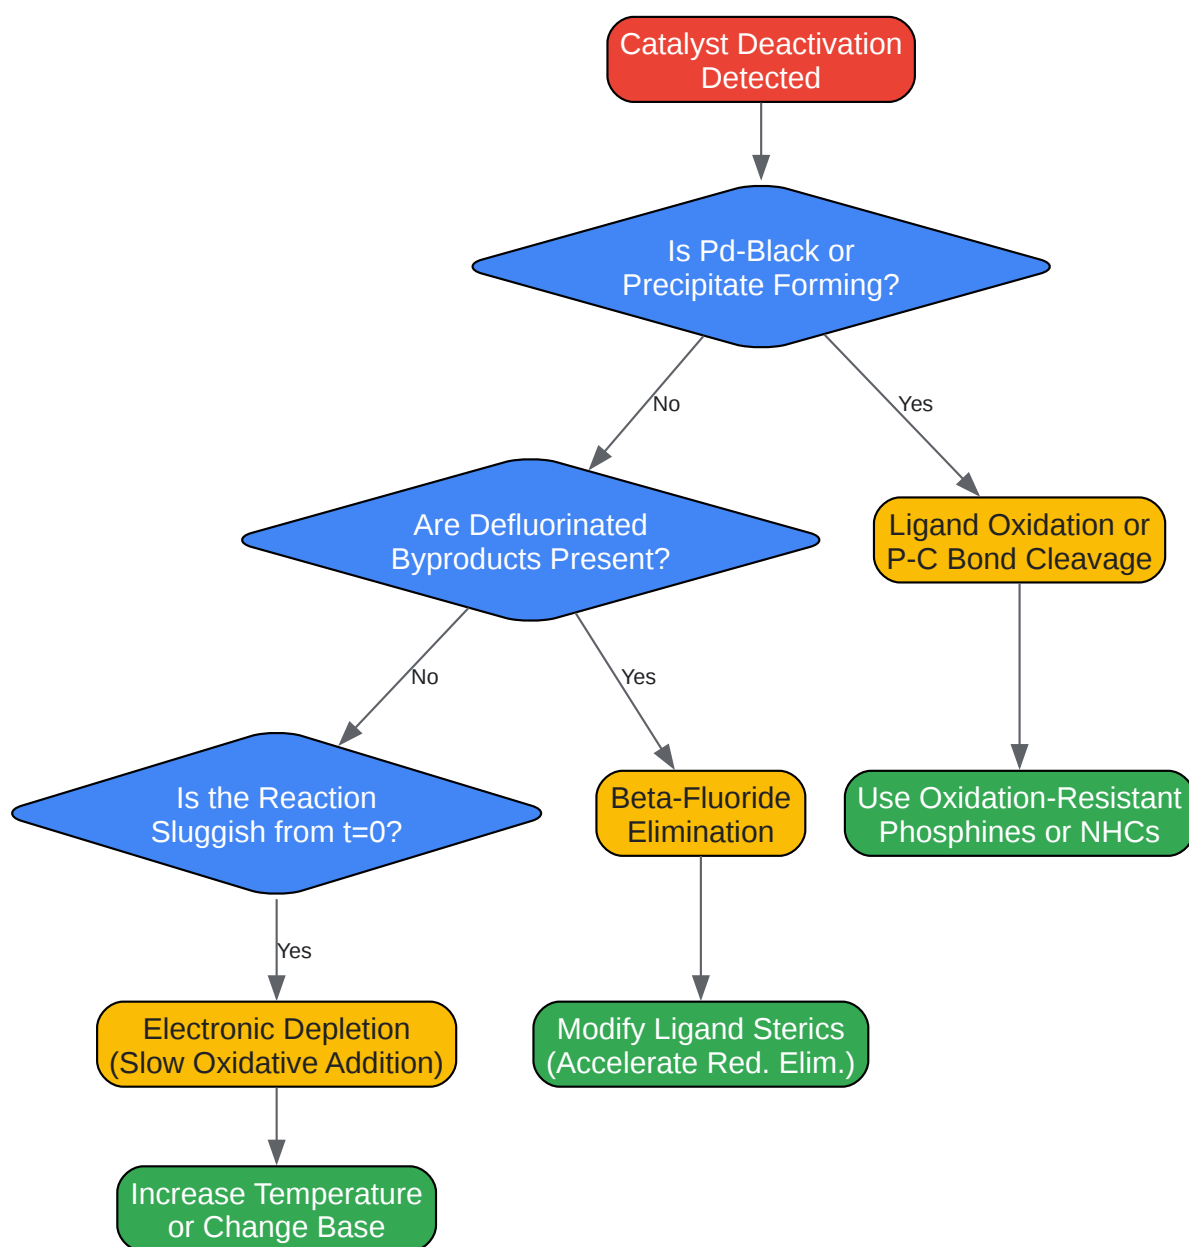 Catalyst Deactivation
Detected
Is Pd-Black or
Precipitate Forming?
No
Yes
Are Defluorinated
Byproducts Present?
Ligand Oxidation or
P-C Bond Cleavage
No
Yes
Is the Reaction
Sluggish from t=0?
Beta-Fluoride
Elimination
Use Oxidation-Resistant
Phosphines or NHCs
Yes
Electronic Depletion
(Slow Oxidative Addition)
Modify Ligand Sterics
(Accelerate Red. Elim.)
Increase Temperature
or Change Base